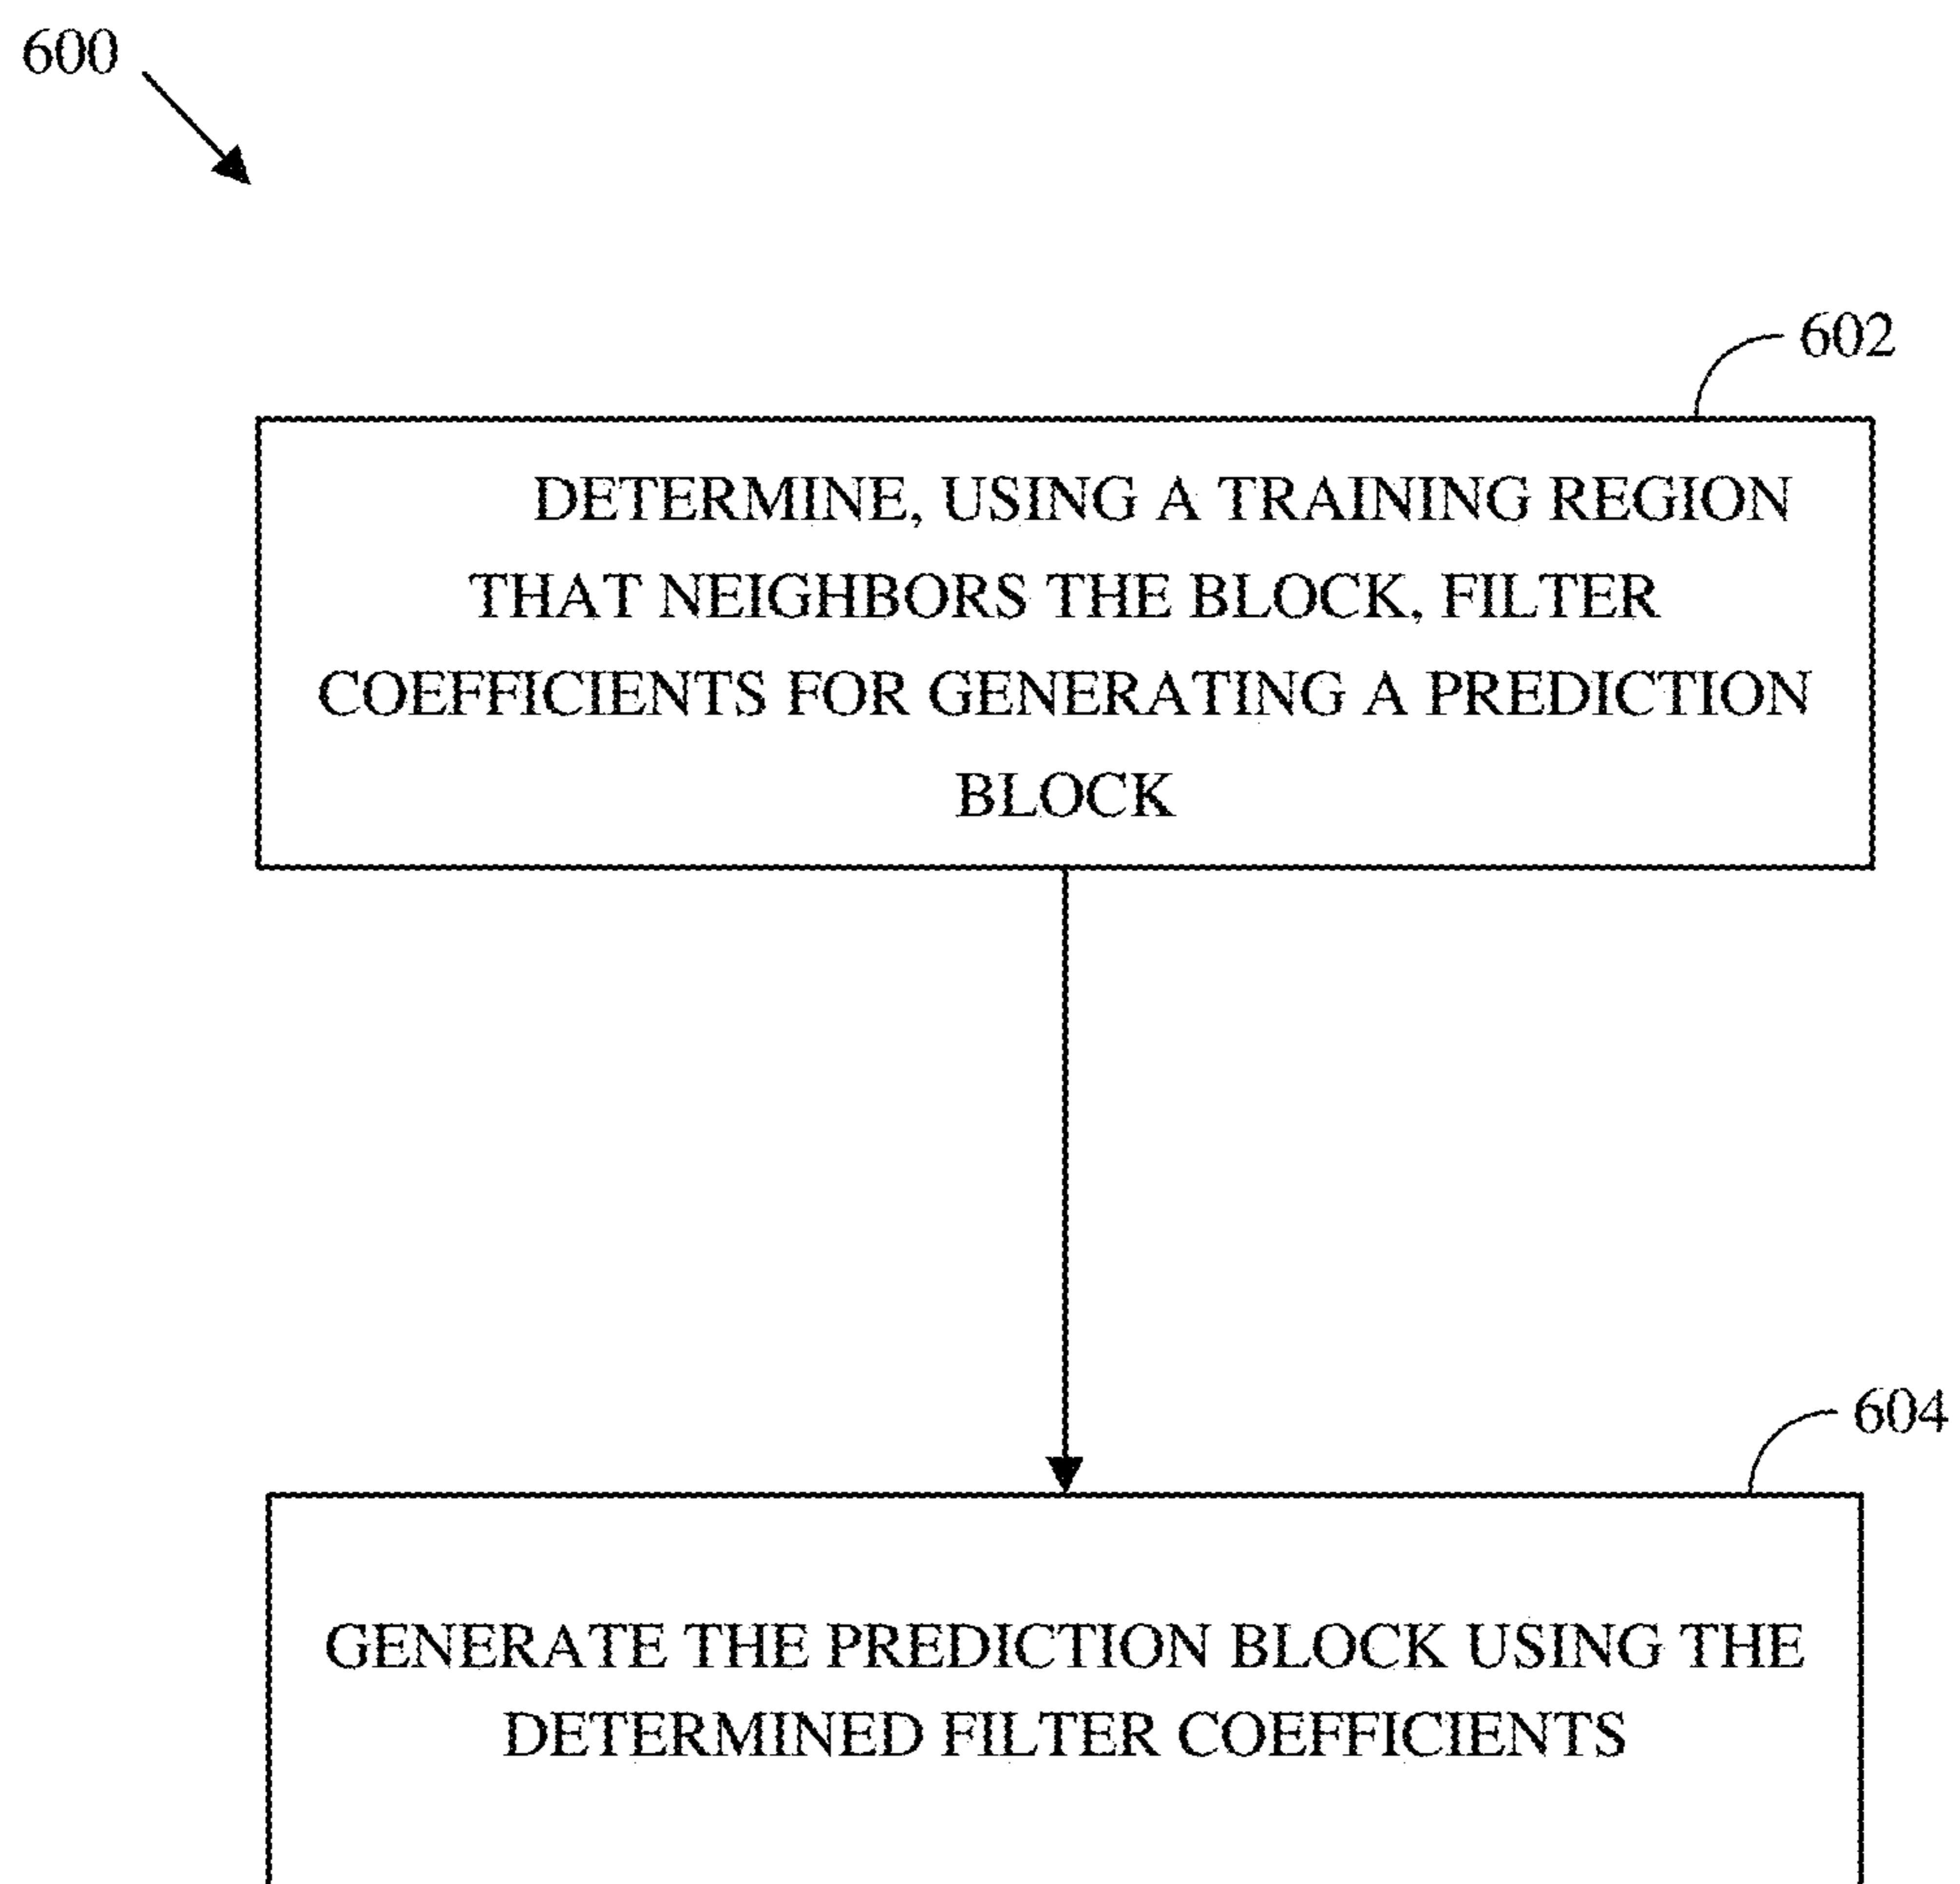 600
602
DETERMINE, USING A TRAINING REGION
THAT NEIGHBORS THE BLOCK, FILTER
COEFFICIENTS FOR GENERATING A PREDICTION
BLOCK
604
GENERATE THE PREDICTION BLOCK USING THE
DETERMINED FILTER COEFFICIENTS